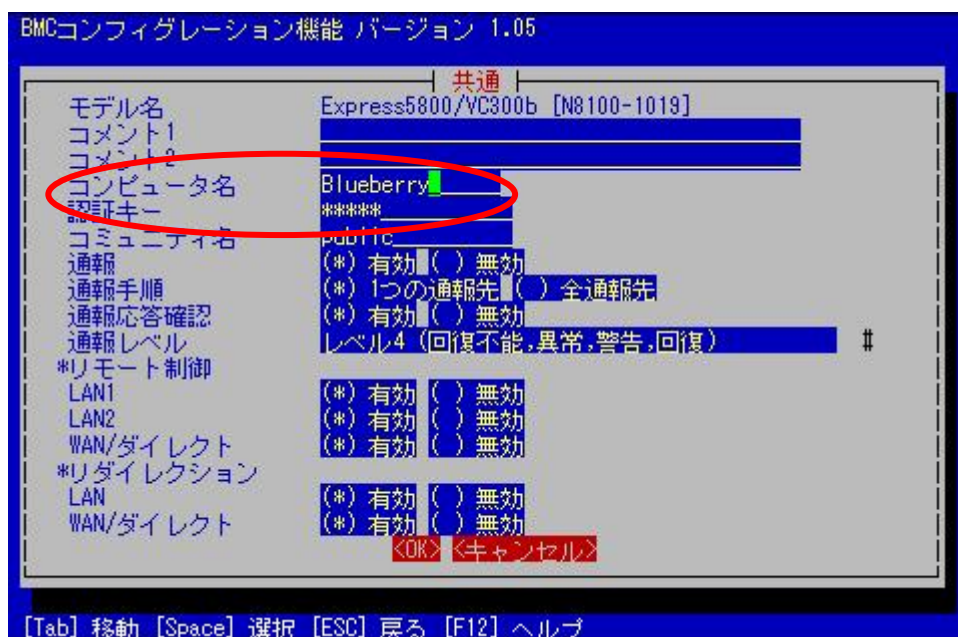 BMCコンフィグレーション機能 バージョン 1.05
共通
モデル名 Express5800/VC300b [N8100-1019]
コメント1
コメント2
コンピュータ名 Blueberry
認証キー *****
コミュニティ名 public
通報 (*) 有効 ( ) 無効
通報手順 (*) 1つの通報先 ( ) 全通報先
通報応答確認 (*) 有効 ( ) 無効
通報レベル レベル4 (回復不能,異常,警告,回復) #
*リモート制御
LAN1 (*) 有効 ( ) 無効
LAN2 (*) 有効 ( ) 無効
WAN/ダイレクト (*) 有効 ( ) 無効
*リダイレクション
LAN (*) 有効 ( ) 無効
WAN/ダイレクト (*) 有効 ( ) 無効
<OK> <キャンセル>
[Tab] 移動 [Space] 選択 [ESC] 戻る [F12] ヘルプ